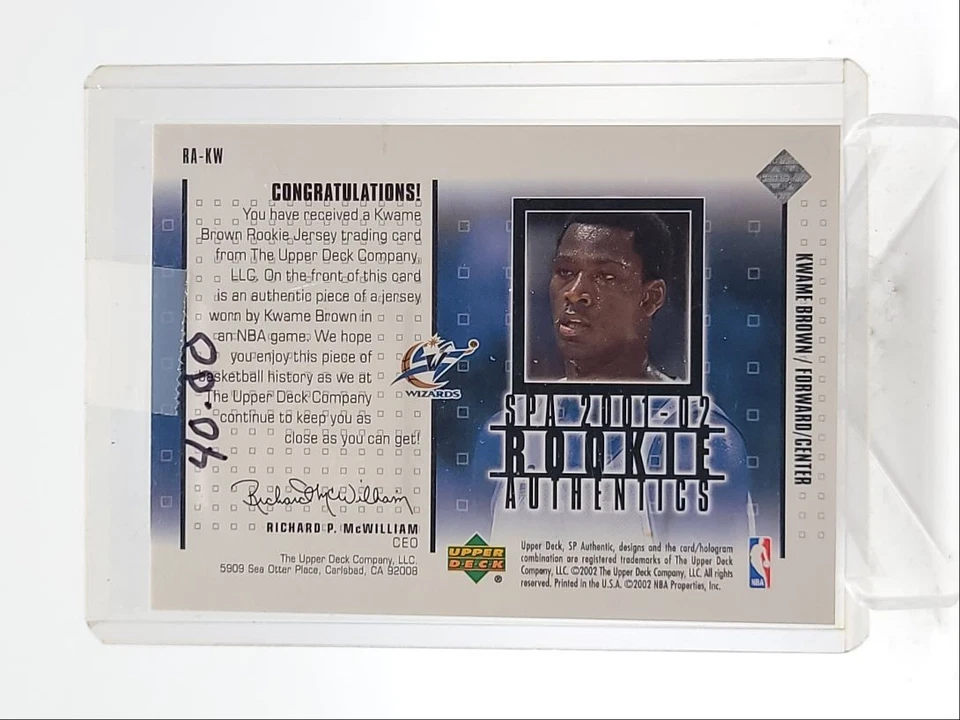 RA-KW
CONGRATULATIONS!
You have received a Kwame
Brown Rookie Jersey trading card
from The Upper Deck Company,
LLC. On the front of this card
is an authentic piece of a jersey
worn by Kwame Brown in
an NBA game. We hope
you enjoy this piece of
basketball history as we at
The Upper Deck Company
continue to keep you as
close as you can get!
Richard McWilliam
RICHARD P. McWILLIAM
CEO
The Upper Deck Company, LLC.
5909 Sea Otter Place, Carlsbad, CA 92008
40.00
WIZARDS
SPA 2001-02
ROOKIE
AUTHENTICS
KWAME BROWN / FORWARD/CENTER
UPPER
DECK
®
Upper Deck, SP Authentic, designs and the card/hologram
combination are registered trademarks of The Upper Deck
Company, LLC. ©2002 The Upper Deck Company, LLC. All rights
reserved. Printed in the U.S.A. ©2002 NBA Properties, Inc.
NBA